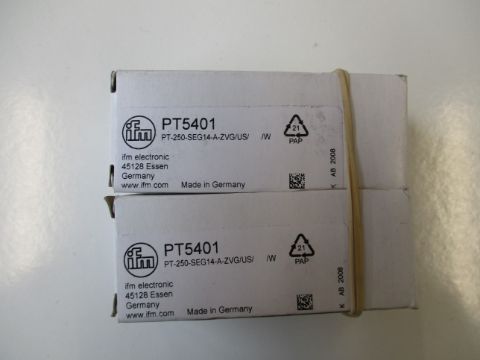 ifm
PT5401
PT-250-SEG14-A-ZVG/US/ /W
ifm electronic
45128 Essen
Germany
www.ifm.com Made in Germany
21
PAP
K AB 2008
ifm
PT5401
PT-250-SEG14-A-ZVG/US/ /W
ifm electronic
45128 Essen
Germany
www.ifm.com Made in Germany
21
PAP
K AB 2008